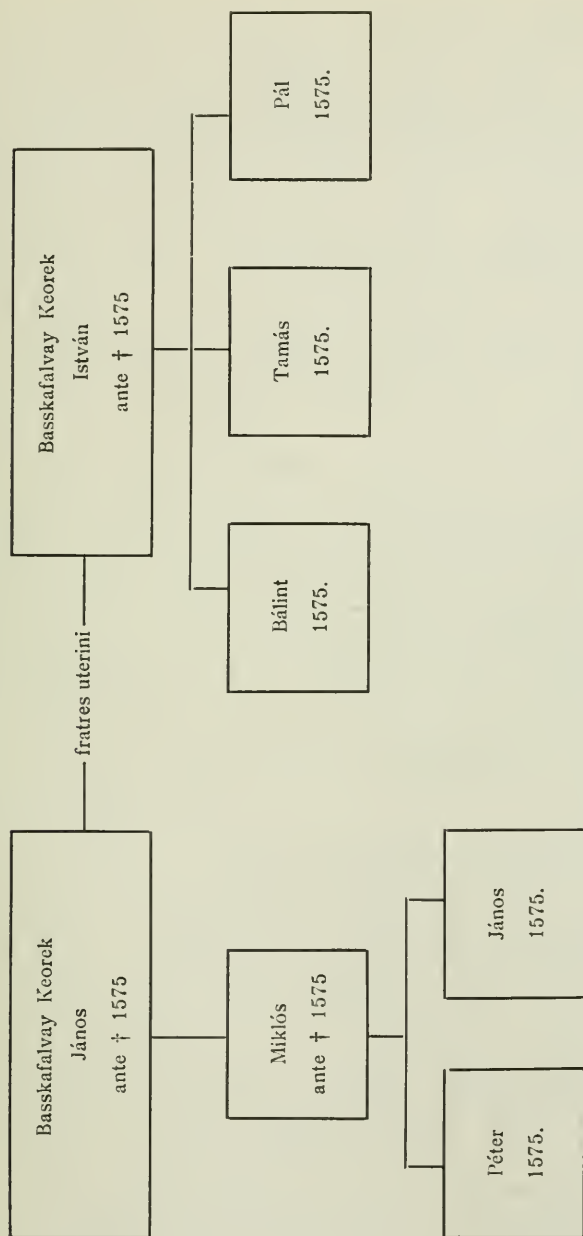 Basskafalvay Keorek
János
ante † 1575
fratres uterini
Basskafalvay Keorek
István
ante † 1575
Miklós
ante † 1575
Bálint
1575.
Tamás
1575.
Pál
1575.
Péter
1575.
János
1575.